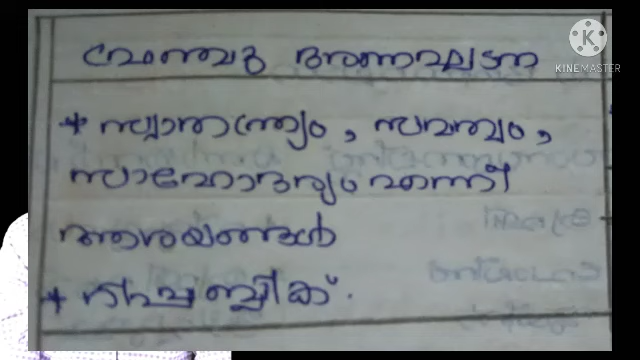 ഫ്രഞ്ചു ഭരണഘടന
KINEMASTER
* സ്വാതന്ത്ര്യം, സമത്വം,
സാഹോദര്യം എന്നീ
ആശയങ്ങൾ
* റിപ്പബ്ലിക്.